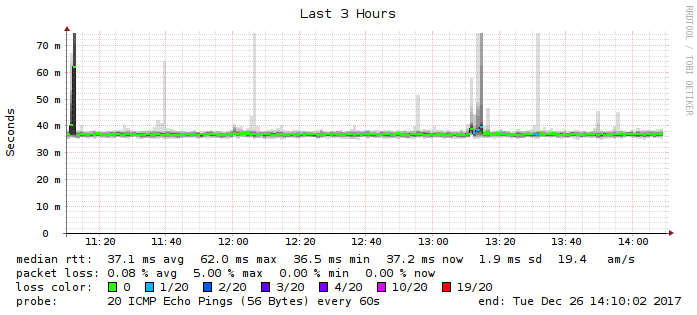 Last 3 Hours
RRDTOOL / TOBI OETIKER
Seconds
70 m
60 m
50 m
40 m
30 m
20 m
10 m
0
11:20 11:40 12:00 12:20 12:40 13:00 13:20 13:40 14:00
median rtt: 37.1 ms avg 62.0 ms max 36.5 ms min 37.2 ms now 1.9 ms sd 19.4 am/s
packet loss: 0.08 % avg 5.00 % max 0.00 % min 0.00 % now
loss color: 0 1/20 2/20 3/20 4/20 10/20 19/20
probe: 20 ICMP Echo Pings (56 Bytes) every 60s end: Tue Dec 26 14:10:02 2017